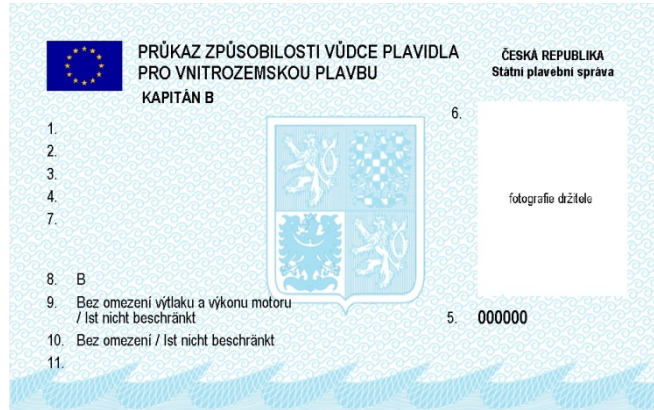 PRŮKAZ ZPŮSOBILOSTI VŮDCE PLAVIDLA
PRO VNITROZEMSKOU PLAVBU
KAPITÁN B
ČESKÁ REPUBLIKA
Státní plavební správa
1.
2.
3.
4.
7.
6.
fotografie držitele
8. B
9. Bez omezení výtlaku a výkonu motoru
/ Ist nicht beschränkt
10. Bez omezení / Ist nicht beschränkt
11.
5. 000000